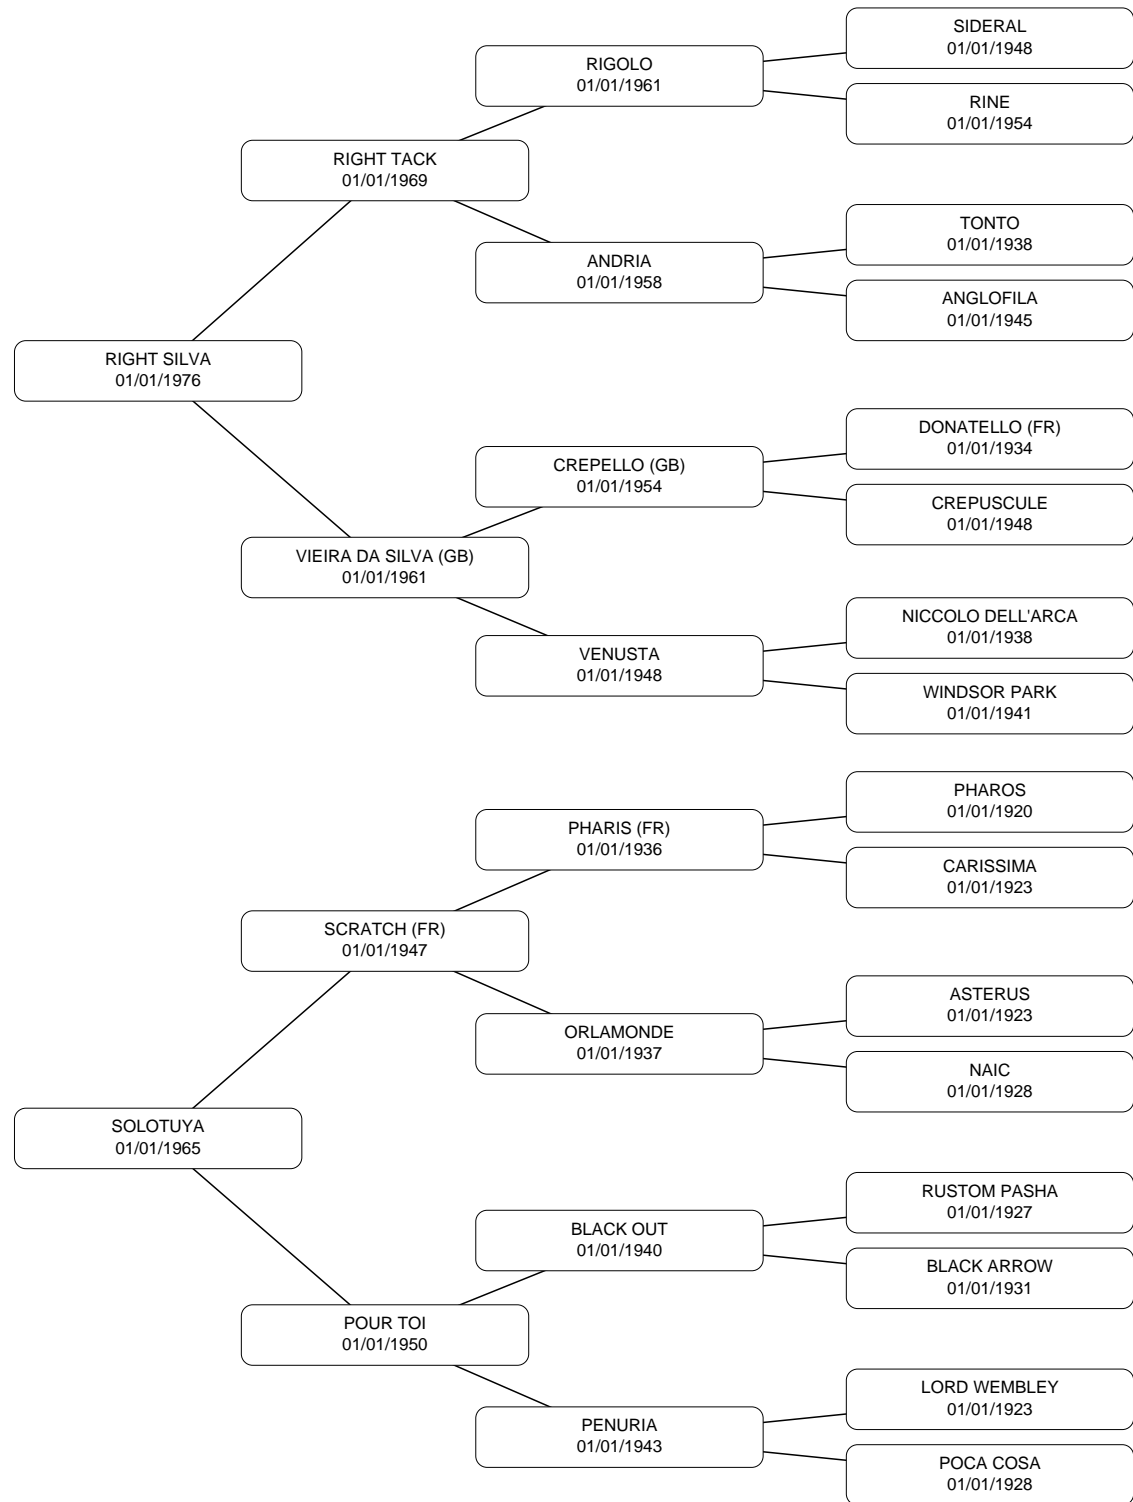 SIDERAL
01/01/1948
RIGOLO
01/01/1961
RINE
01/01/1954
RIGHT TACK
01/01/1969
TONTO
01/01/1938
ANDRIA
01/01/1958
ANGLOFILA
01/01/1945
RIGHT SILVA
01/01/1976
DONATELLO (FR)
01/01/1934
CREPELLO (GB)
01/01/1954
CREPUSCULE
01/01/1948
VIEIRA DA SILVA (GB)
01/01/1961
NICCOLO DELL'ARCA
01/01/1938
VENUSTA
01/01/1948
WINDSOR PARK
01/01/1941
PHAROS
01/01/1920
PHARIS (FR)
01/01/1936
CARISSIMA
01/01/1923
SCRATCH (FR)
01/01/1947
ASTERUS
01/01/1923
ORLAMONDE
01/01/1937
NAIC
01/01/1928
SOLOTUYA
01/01/1965
RUSTOM PASHA
01/01/1927
BLACK OUT
01/01/1940
BLACK ARROW
01/01/1931
POUR TOI
01/01/1950
LORD WEMBLEY
01/01/1923
PENURIA
01/01/1943
POCA COSA
01/01/1928